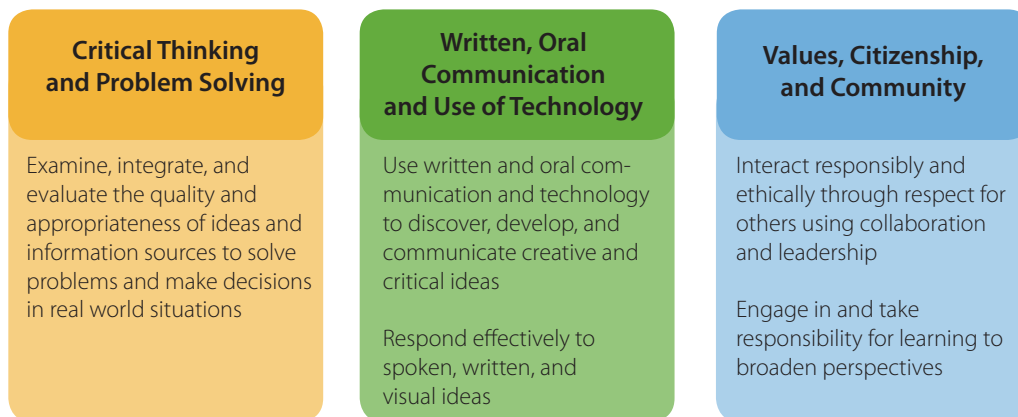 Critical Thinking
and Problem Solving
Examine, integrate, and
evaluate the quality and
appropriateness of ideas and
information sources to solve
problems and make decisions
in real world situations
Written, Oral
Communication
and Use of Technology
Use written and oral com-
munication and technology
to discover, develop, and
communicate creative and
critical ideas
Respond effectively to
spoken, written, and
visual ideas
Values, Citizenship,
and Community
Interact responsibly and
ethically through respect for
others using collaboration
and leadership
Engage in and take
responsibility for learning to
broaden perspectives